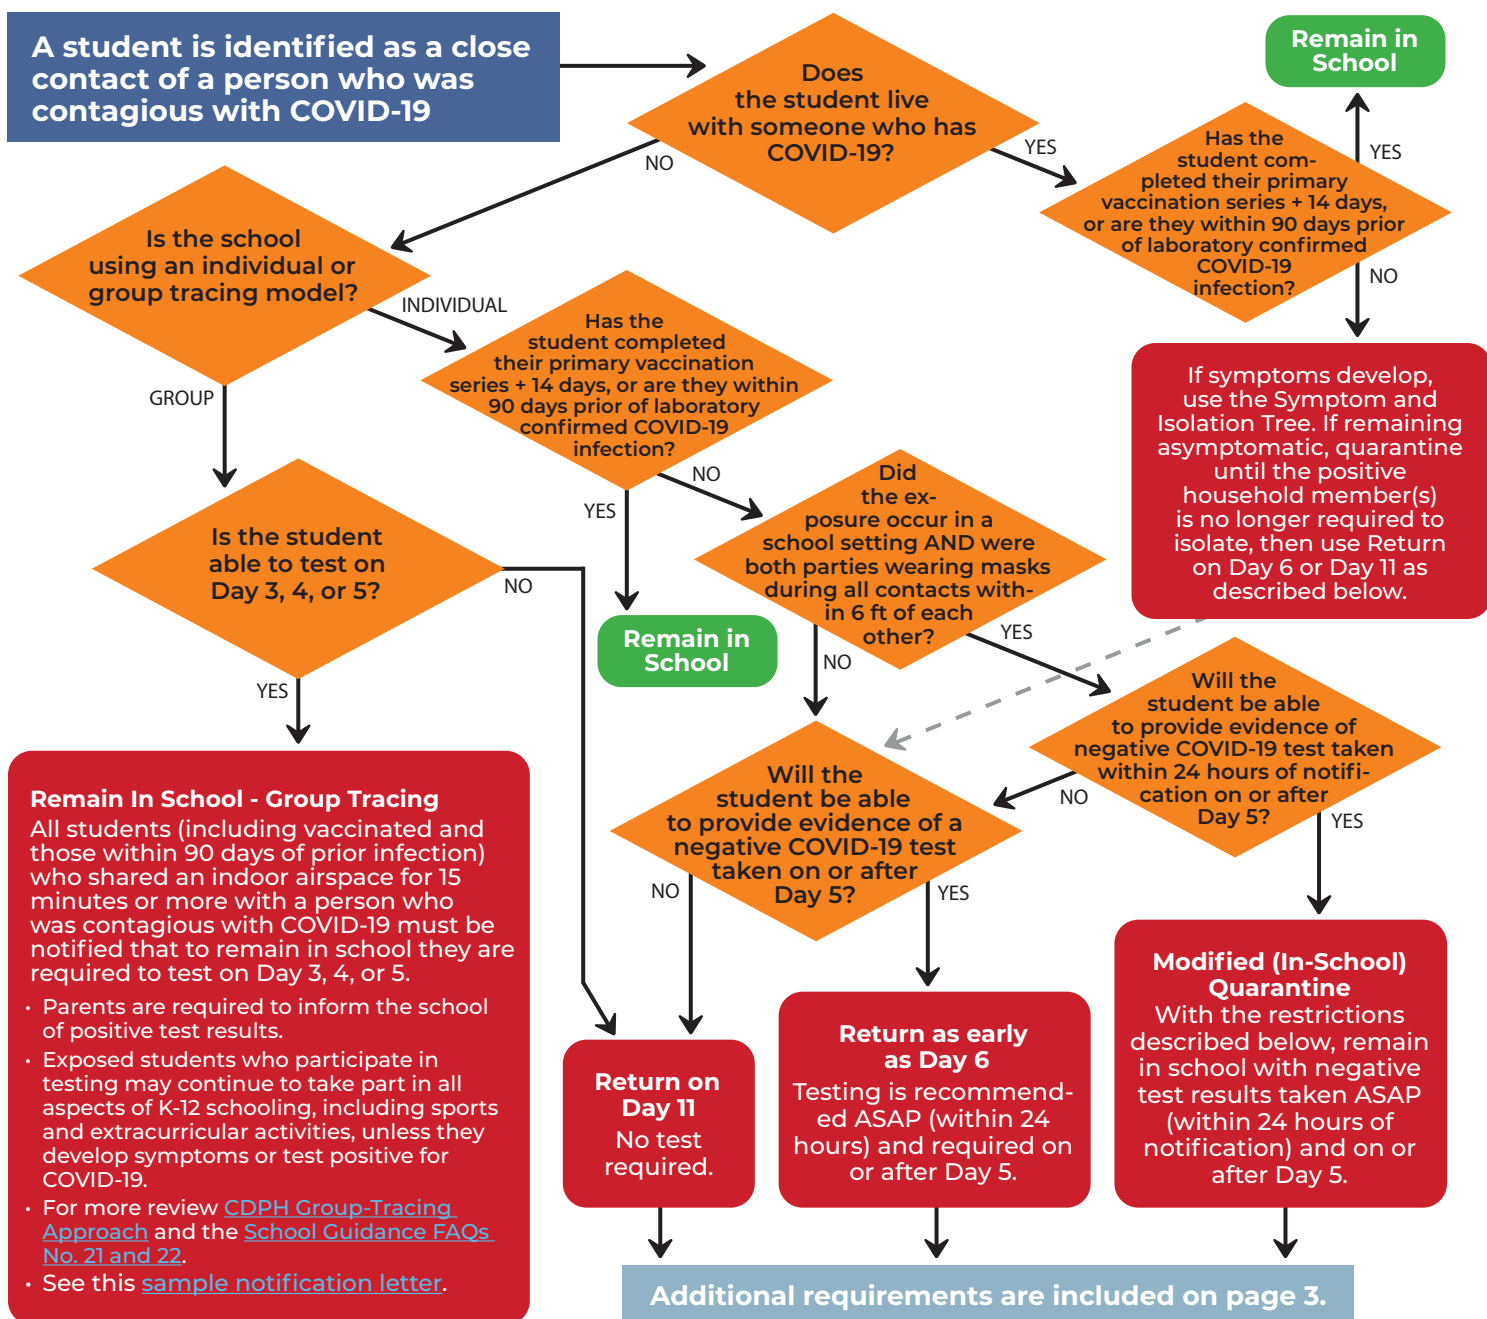 A student is identified as a close
contact of a person who was
contagious with COVID-19
Does
the student live
with someone who has
COVID-19?
NO
YES
Remain in
School
YES
Has the
student com-
pleted their primary
vaccination series + 14 days,
or are they within 90 days prior
of laboratory confirmed
COVID-19
infection?
NO
Is the school
using an individual or
group tracing model?
INDIVIDUAL
GROUP
Has the
student completed
their primary vaccination
series + 14 days, or are they within
90 days prior of laboratory
confirmed COVID-19
infection?
NO
YES
If symptoms develop,
use the Symptom and
Isolation Tree. If remaining
asymptomatic, quarantine
until the positive
household member(s)
is no longer required to
isolate, then use Return
on Day 6 or Day 11 as
described below.
Is the student
able to test on
Day 3, 4, or 5?
NO
YES
Remain in
School
Did
the ex-
posure occur in a
school setting AND were
both parties wearing masks
during all contacts with-
in 6 ft of each
other?
YES
NO
Will the
student be able
to provide evidence of
negative COVID-19 test taken
within 24 hours of notifi-
cation on or after
Day 5?
NO
YES
Will the
student be able
to provide evidence of a
negative COVID-19 test
taken on or after
Day 5?
NO
YES
Remain In School - Group Tracing
All students (including vaccinated and
those within 90 days of prior infection)
who shared an indoor airspace for 15
minutes or more with a person who
was contagious with COVID-19 must be
notified that to remain in school they are
required to test on Day 3, 4, or 5.
• Parents are required to inform the school
of positive test results.
• Exposed students who participate in
testing may continue to take part in all
aspects of K-12 schooling, including sports
and extracurricular activities, unless they
develop symptoms or test positive for
COVID-19.
• For more review CDPH Group-Tracing
Approach and the School Guidance FAQs
No. 21 and 22.
• See this sample notification letter.
Return on
Day 11
No test
required.
Return as early
as Day 6
Testing is recommend-
ed ASAP (within 24
hours) and required on
or after Day 5.
Modified (In-School)
Quarantine
With the restrictions
described below, remain
in school with negative
test results taken ASAP
(within 24 hours of
notification) and on or
after Day 5.
Additional requirements are included on page 3.